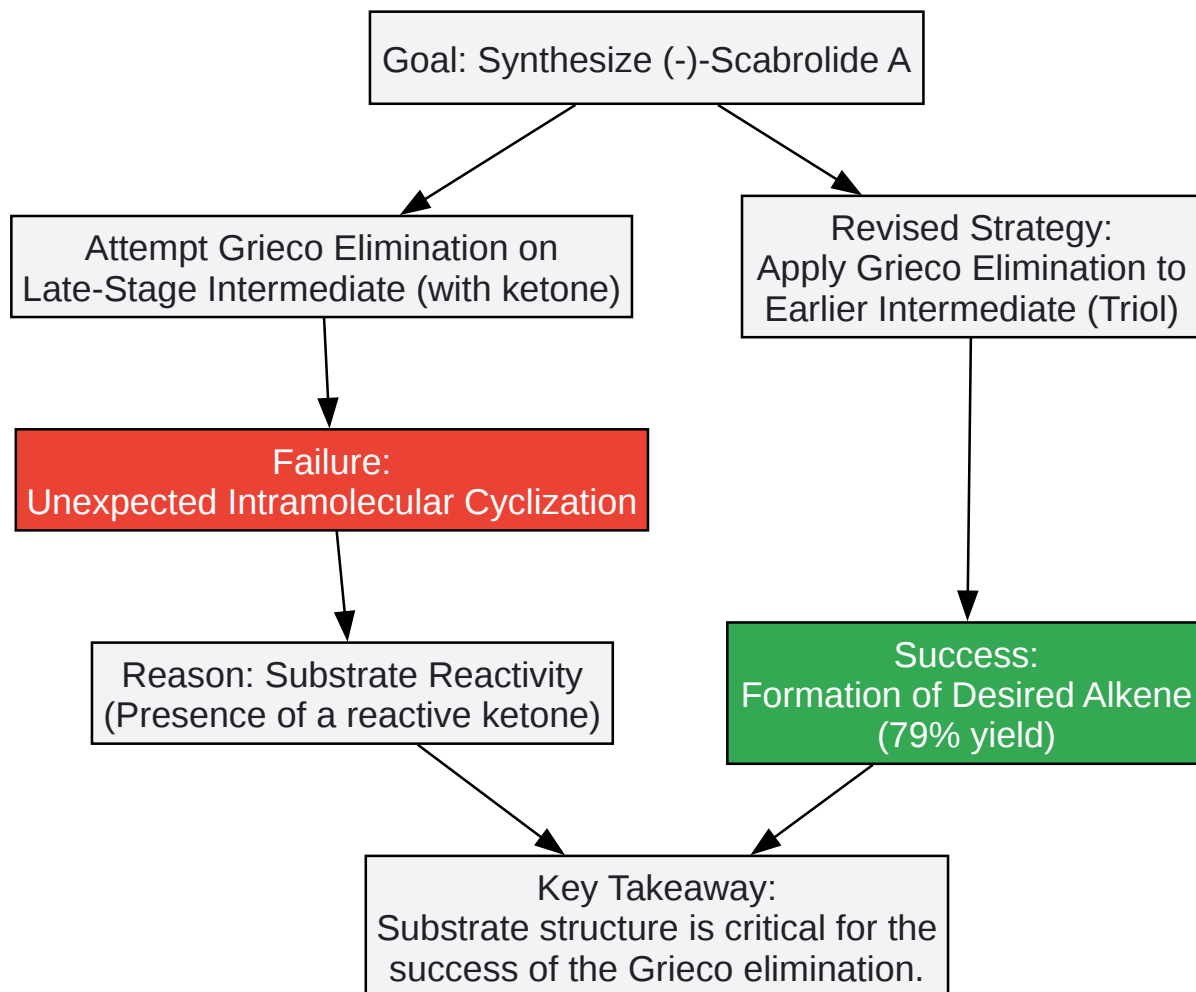 Goal: Synthesize (-)-Scabrolide A
Attempt Grieco Elimination on
Late-Stage Intermediate (with ketone)
Revised Strategy:
Apply Grieco Elimination to
Earlier Intermediate (Triol)
Failure:
Unexpected Intramolecular Cyclization
Reason: Substrate Reactivity
(Presence of a reactive ketone)
Success:
Formation of Desired Alkene
(79% yield)
Key Takeaway:
Substrate structure is critical for the
success of the Grieco elimination.